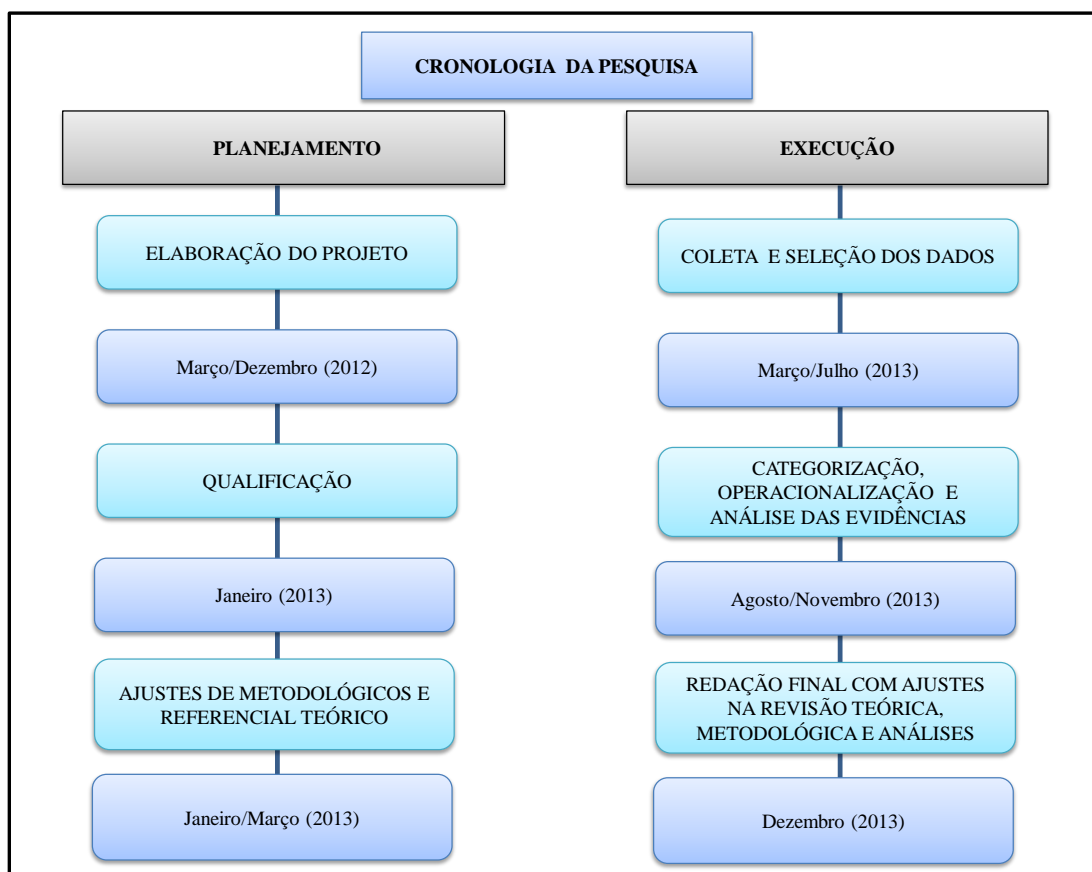 CRONOLOGIA DA PESQUISA
PLANEJAMENTO
ELABORAÇÃO DO PROJETO
Março/Dezembro (2012)
QUALIFICAÇÃO
Janeiro (2013)
AJUSTES DE METODOLÓGICOS E
REFERENCIAL TEÓRICO
Janeiro/Março (2013)
EXECUÇÃO
COLETA E SELEÇÃO DOS DADOS
Março/Julho (2013)
CATEGORIZAÇÃO,
OPERACIONALIZAÇÃO E
ANÁLISE DAS EVIDÊNCIAS
Agosto/Novembro (2013)
REDAÇÃO FINAL COM AJUSTES
NA REVISÃO TEÓRICA,
METODOLÓGICA E ANÁLISES
Dezembro (2013)